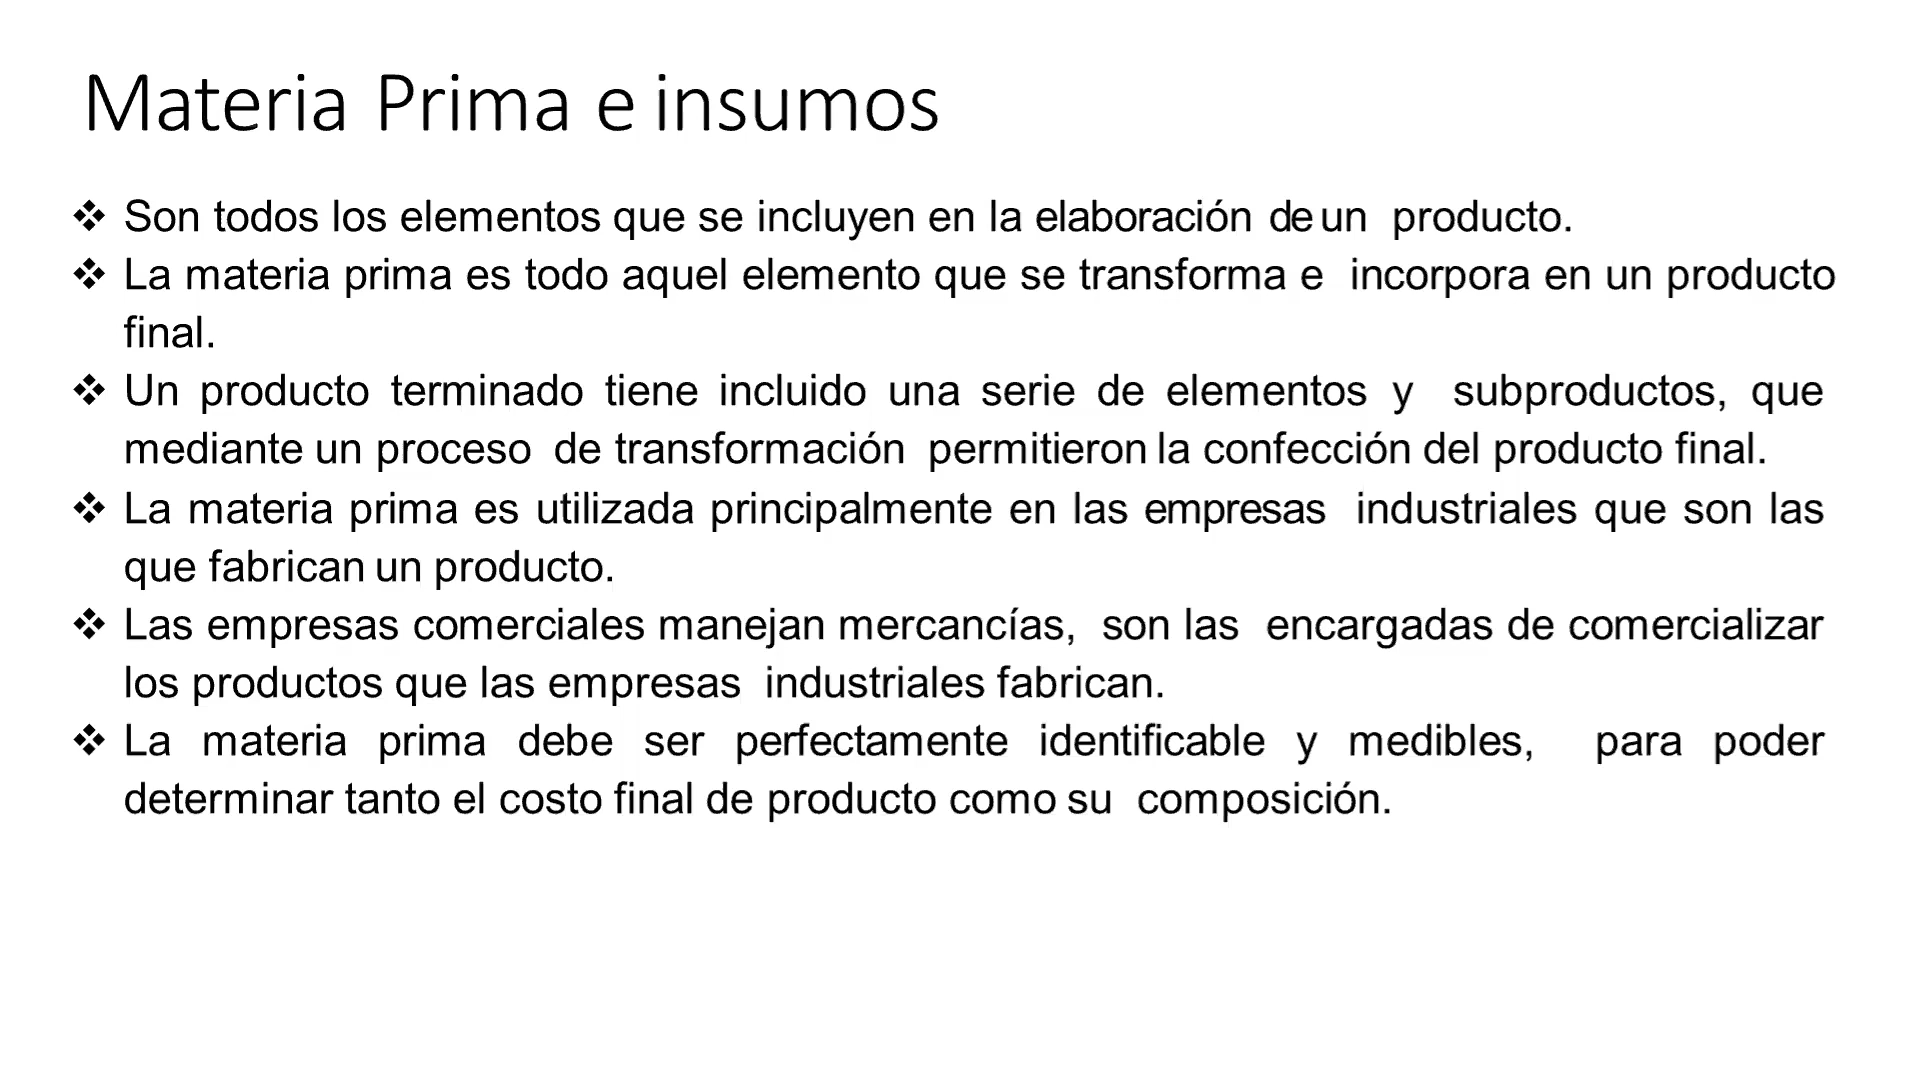 Materia Prima e insumos
❖ Son todos los elementos que se incluyen en la elaboración de un producto.
❖ La materia prima es todo aquel elemento que se transforma e incorpora en un producto
final.
❖ Un producto terminado tiene incluido una serie de elementos y subproductos, que
mediante un proceso de transformación permitieron la confección del producto final.
❖ La materia prima es utilizada principalmente en las empresas industriales que son las
que fabrican un producto.
❖ Las empresas comerciales manejan mercancías, son las encargadas de comercializar
los productos que las empresas industriales fabrican.
❖ La materia prima debe ser perfectamente identificable y medibles, para poder
determinar tanto el costo final de producto como su composición.